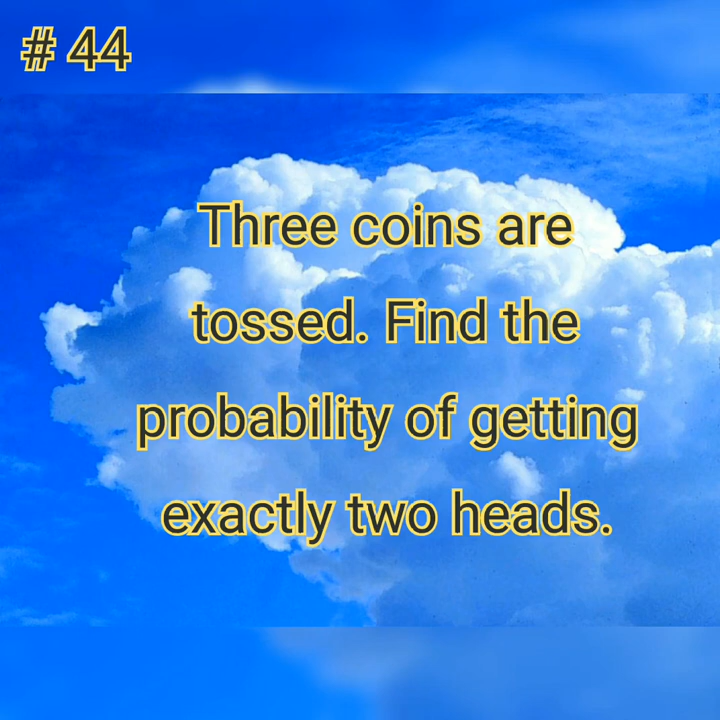 # 44
Three coins are
tossed. Find the
probability of getting
exactly two heads.